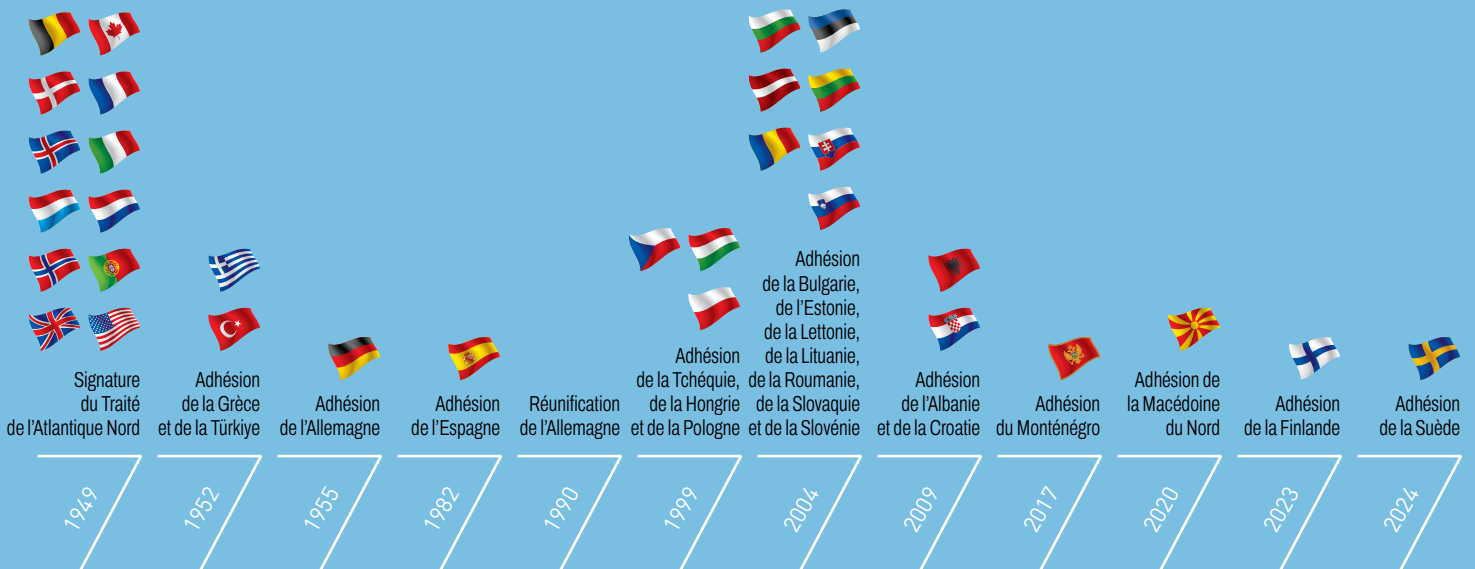 Signature
du Traité
de l’Atlantique Nord
1949
Adhésion
de la Grèce
et de la Türkiye
1952
Adhésion
de l’Allemagne
1955
Adhésion
de l’Espagne
1982
Réunification
de l’Allemagne
1990
Adhésion
de la Tchéquie,
de la Hongrie
et de la Pologne
1999
Adhésion
de la Bulgarie,
de l’Estonie,
de la Lettonie,
de la Lituanie,
de la Roumanie,
de la Slovaquie
et de la Slovénie
2004
Adhésion
de l’Albanie
et de la Croatie
2009
Adhésion
du Monténégro
2017
Adhésion de
la Macédoine
du Nord
2020
Adhésion
de la Finlande
2023
Adhésion
de la Suède
2024